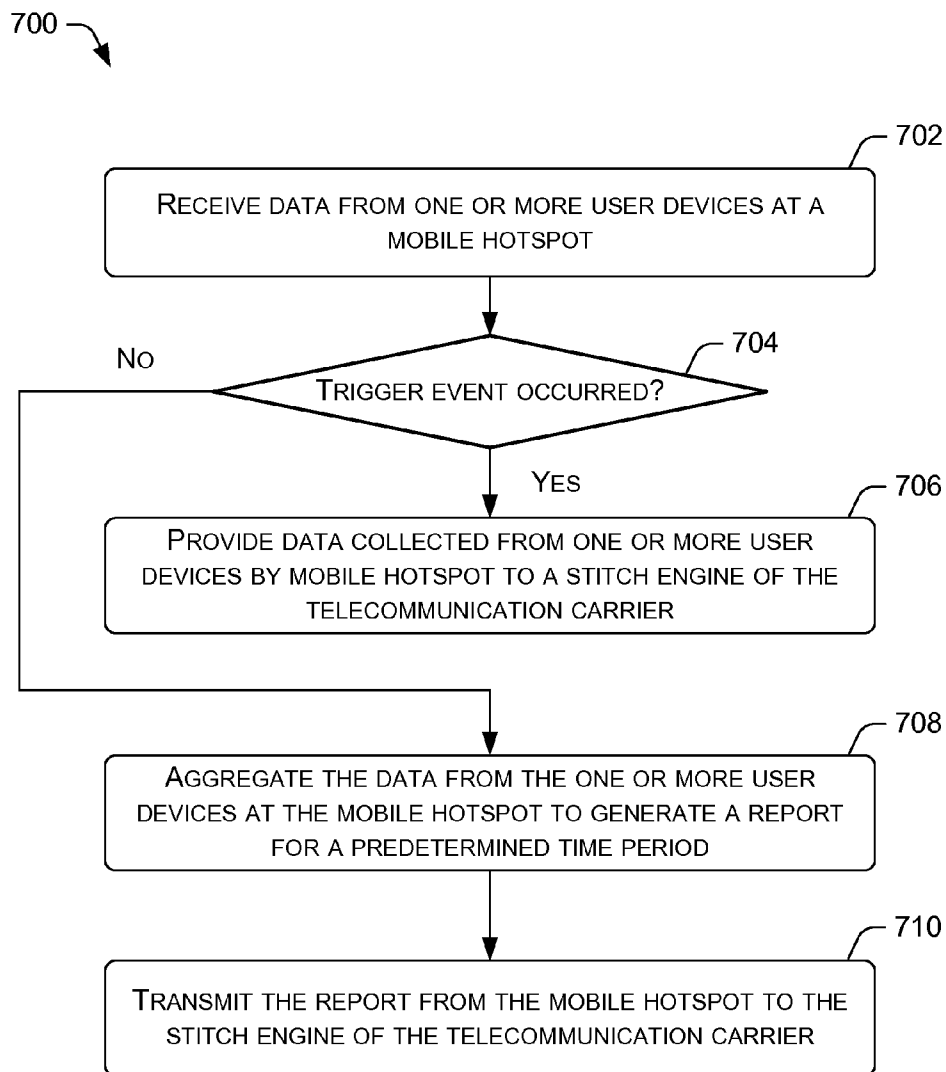 700
702
RECEIVE DATA FROM ONE OR MORE USER DEVICES AT A
MOBILE HOTSPOT
704
NO
TRIGGER EVENT OCCURRED?
YES
706
PROVIDE DATA COLLECTED FROM ONE OR MORE USER
DEVICES BY MOBILE HOTSPOT TO A STITCH ENGINE OF THE
TELECOMMUNICATION CARRIER
708
AGGREGATE THE DATA FROM THE ONE OR MORE USER
DEVICES AT THE MOBILE HOTSPOT TO GENERATE A REPORT
FOR A PREDETERMINED TIME PERIOD
710
TRANSMIT THE REPORT FROM THE MOBILE HOTSPOT TO THE
STITCH ENGINE OF THE TELECOMMUNICATION CARRIER